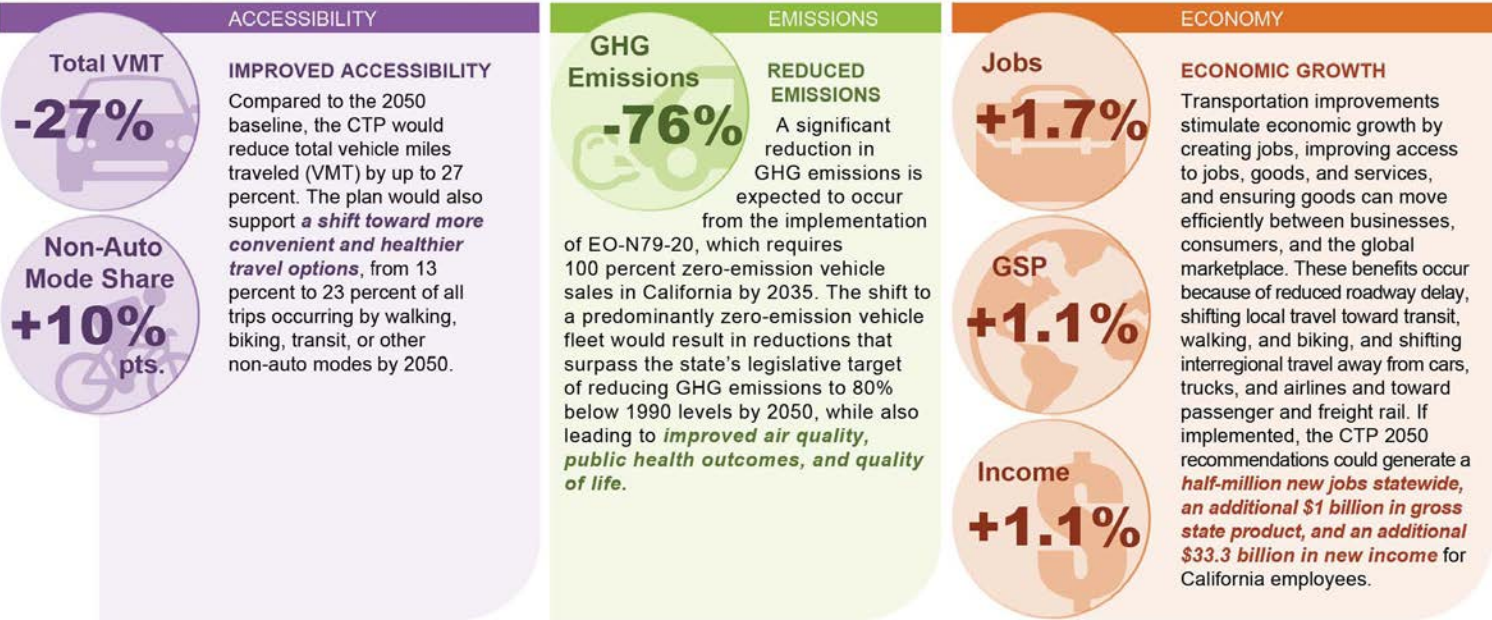 ACCESSIBILITY
Total VMT
-27%
Non-Auto
Mode Share
+10%
pts.
IMPROVED ACCESSIBILITY
Compared to the 2050
baseline, the CTP would
reduce total vehicle miles
traveled (VMT) by up to 27
percent. The plan would also
support a shift toward more
convenient and healthier
travel options, from 13
percent to 23 percent of all
trips occurring by walking,
biking, transit, or other
non-auto modes by 2050.
EMISSIONS
GHG
Emissions
-76%
REDUCED
EMISSIONS
A significant
reduction in
GHG emissions is
expected to occur
from the implementation
of EO-N79-20, which requires
100 percent zero-emission vehicle
sales in California by 2035. The shift to
a predominantly zero-emission vehicle
fleet would result in reductions that
surpass the state's legislative target
of reducing GHG emissions to 80%
below 1990 levels by 2050, while also
leading to improved air quality,
public health outcomes, and quality
of life.
ECONOMY
Jobs
+1.7%
GSP
+1.1%
Income
+1.1%
ECONOMIC GROWTH
Transportation improvements
stimulate economic growth by
creating jobs, improving access
to jobs, goods, and services,
and ensuring goods can move
efficiently between businesses,
consumers, and the global
marketplace. These benefits occur
because of reduced roadway delay,
shifting local travel toward transit,
walking, and biking, and shifting
interregional travel away from cars,
trucks, and airlines and toward
passenger and freight rail. If
implemented, the CTP 2050
recommendations could generate a
half-million new jobs statewide,
an additional $1 billion in gross
state product, and an additional
$33.3 billion in new income for
California employees.